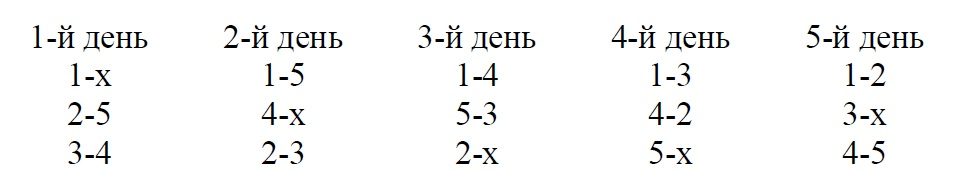 1-й день 2-й день 3-й день 4-й день 5-й день
1-х 1-5 1-4 1-3 1-2
2-5 4-х 5-3 4-2 3-х
3-4 2-3 2-х 5-х 4-5